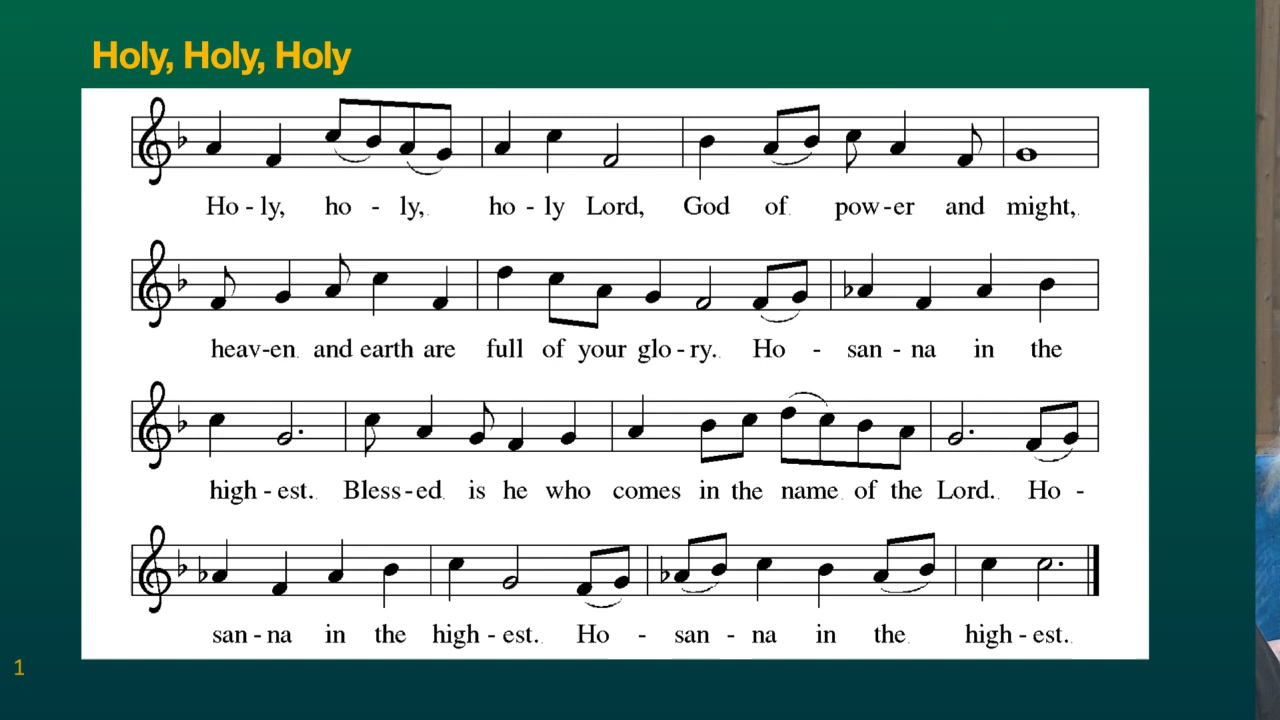 Holy, Holy, Holy
Ho - ly, ho - ly, ho - ly Lord, God of pow - er and might,
heav - en and earth are full of your glo - ry. Ho - san - na in the
high - est. Bless - ed is he who comes in the name of the Lord. Ho -
san - na in the high - est. Ho - san - na in the high - est.
1